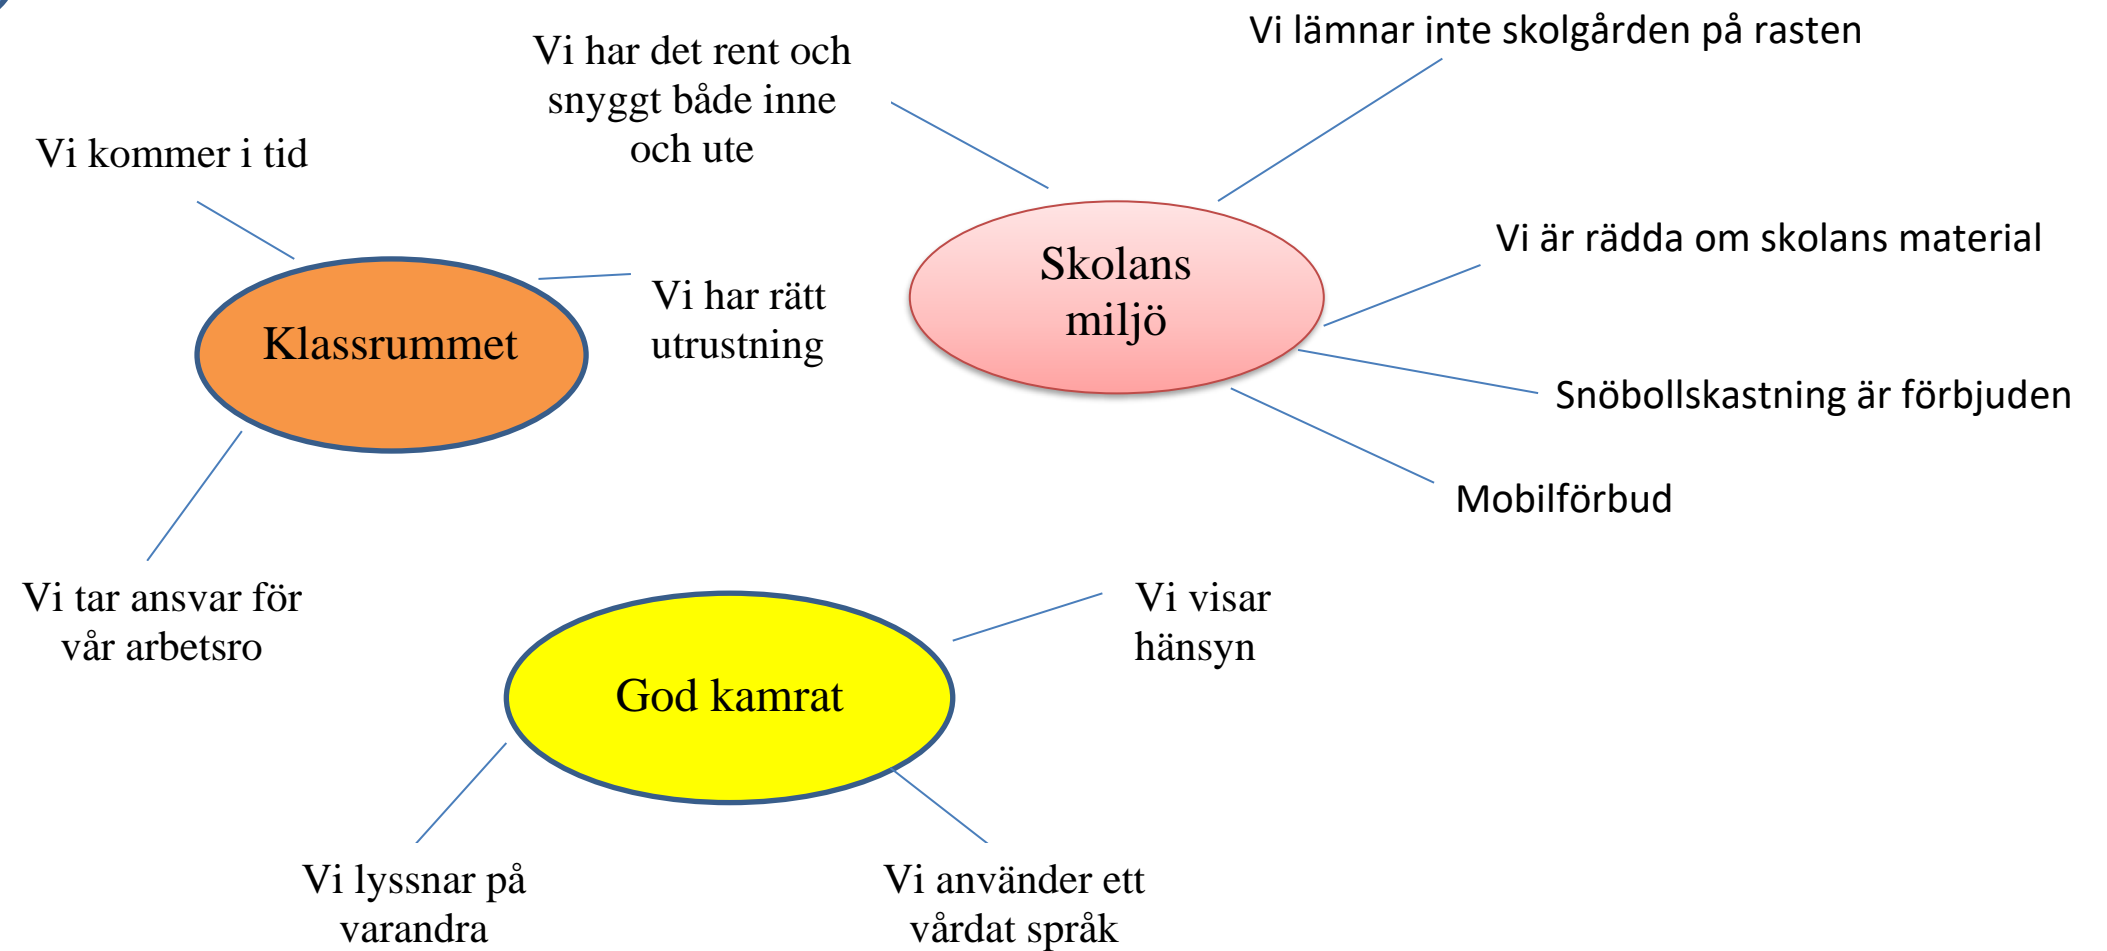 Vi kommer i tid
Klassrummet
Vi har rätt
utrustning
Vi tar ansvar för
vår arbetsro
Vi har det rent och
snyggt både inne
och ute
Vi lämnar inte skolgården på rasten
Skolans
miljö
Vi är rädda om skolans material
Snöbollskastning är förbjuden
Mobilförbud
God kamrat
Vi visar
hänsyn
Vi lyssnar på
varandra
Vi använder ett
vårdat språk